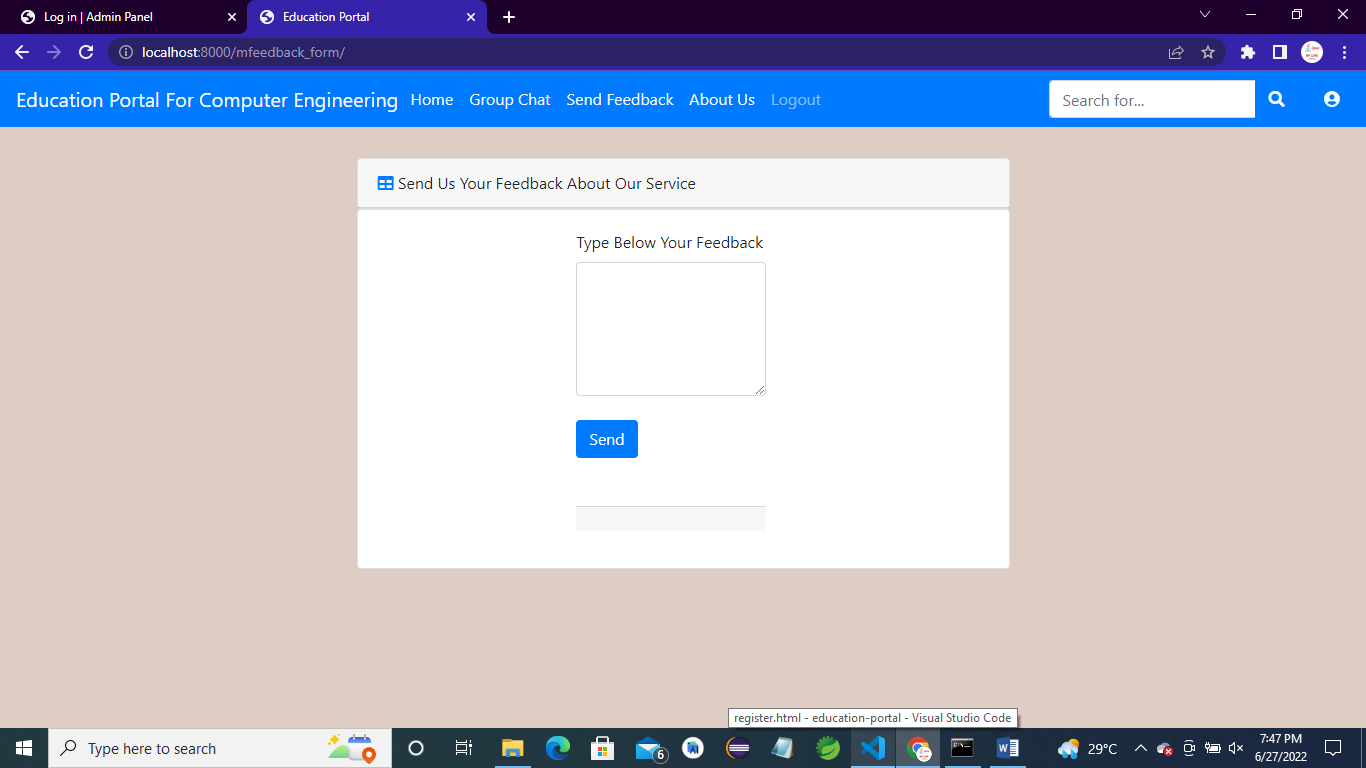 Log in | Admin Panel
Education Portal
localhost:8000/mfeedback_form/
Education Portal For Computer Engineering Home Group Chat Send Feedback About Us Logout Search for...
Send Us Your Feedback About Our Service
Type Below Your Feedback
Send
register.html - education-portal - Visual Studio Code
Type here to search
6
29°C
7:47 PM
6/27/2022